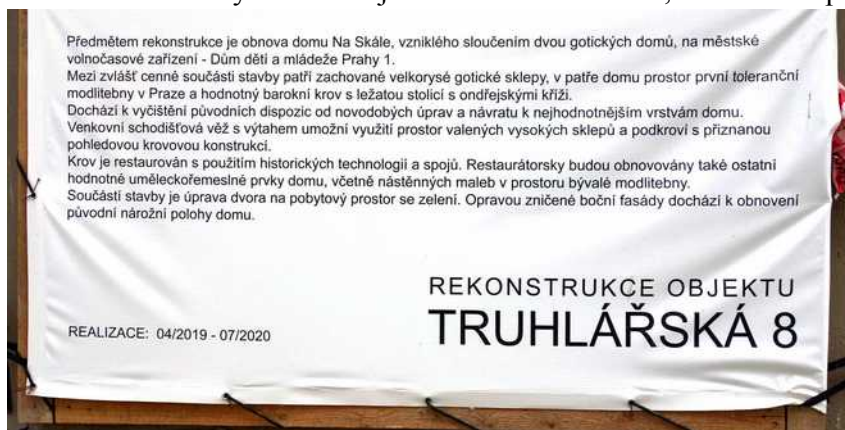 Předmětem rekonstrukce je obnova domu Na Skále, vzniklého sloučením dvou gotických domů, na městské
volnočasové zařízení - Dům dětí a mládeže Prahy 1.
Mezi zvlášť cenné součásti stavby patří zachované velkorysé gotické sklepy, v patře domu prostor první toleranční
modlitebny v Praze a hodnotný barokní krov s ležatou stolicí s ondřejskými kříži.
Dochází k vyčištění původních dispozic od novodobých úprav a návratu k nejhodnotnějším vrstvám domu.
Venkovní schodišťová věž s výtahem umožní využití prostor valených vysokých sklepů a podkroví s přiznanou
pohledovou krovovou konstrukcí.
Krov je restaurován s použitím historických technologií a spojů. Restaurátorsky budou obnovovány také ostatní
hodnotné uměleckořemeslné prvky domu, včetně nástěnných maleb v prostoru bývalé modlitebny.
Součástí stavby je úprava dvora na pobytový prostor se zelení. Opravou zničené boční fasády dochází k obnovení
původní nárožní polohy domu.
REKONSTRUKCE OBJEKTU
TRUHLÁŘSKÁ 8
REALIZACE: 04/2019 - 07/2020